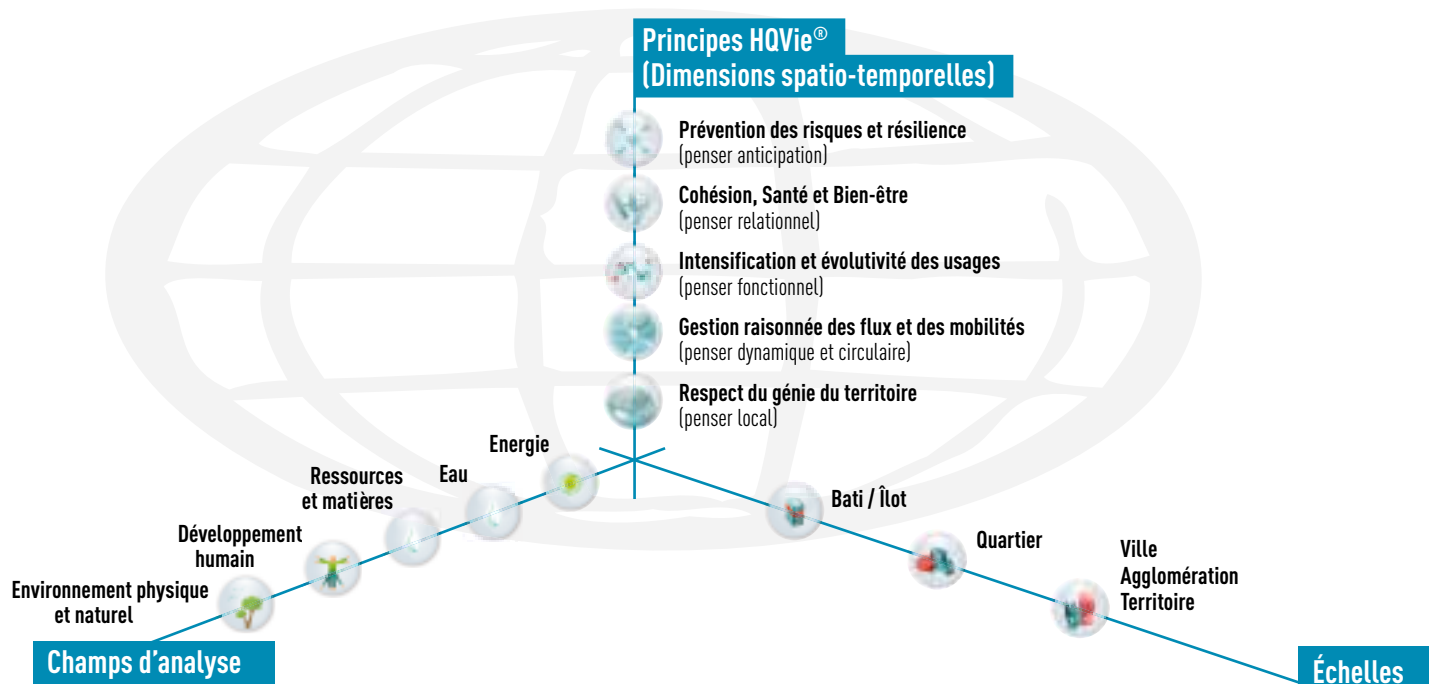 Principes HQVie®
(Dimensions spatio-temporelles)
Prévention des risques et résilience
(penser anticipation)
Cohésion, Santé et Bien-être
(penser relationnel)
Intensification et évolutivité des usages
(penser fonctionnel)
Gestion raisonnée des flux et des mobilités
(penser dynamique et circulaire)
Respect du génie du territoire
(penser local)
Energie
Eau
Ressources
et matières
Développement
humain
Environnement physique
et naturel
Champs d'analyse
Bati / Îlot
Quartier
Ville
Agglomération
Territoire
Échelles